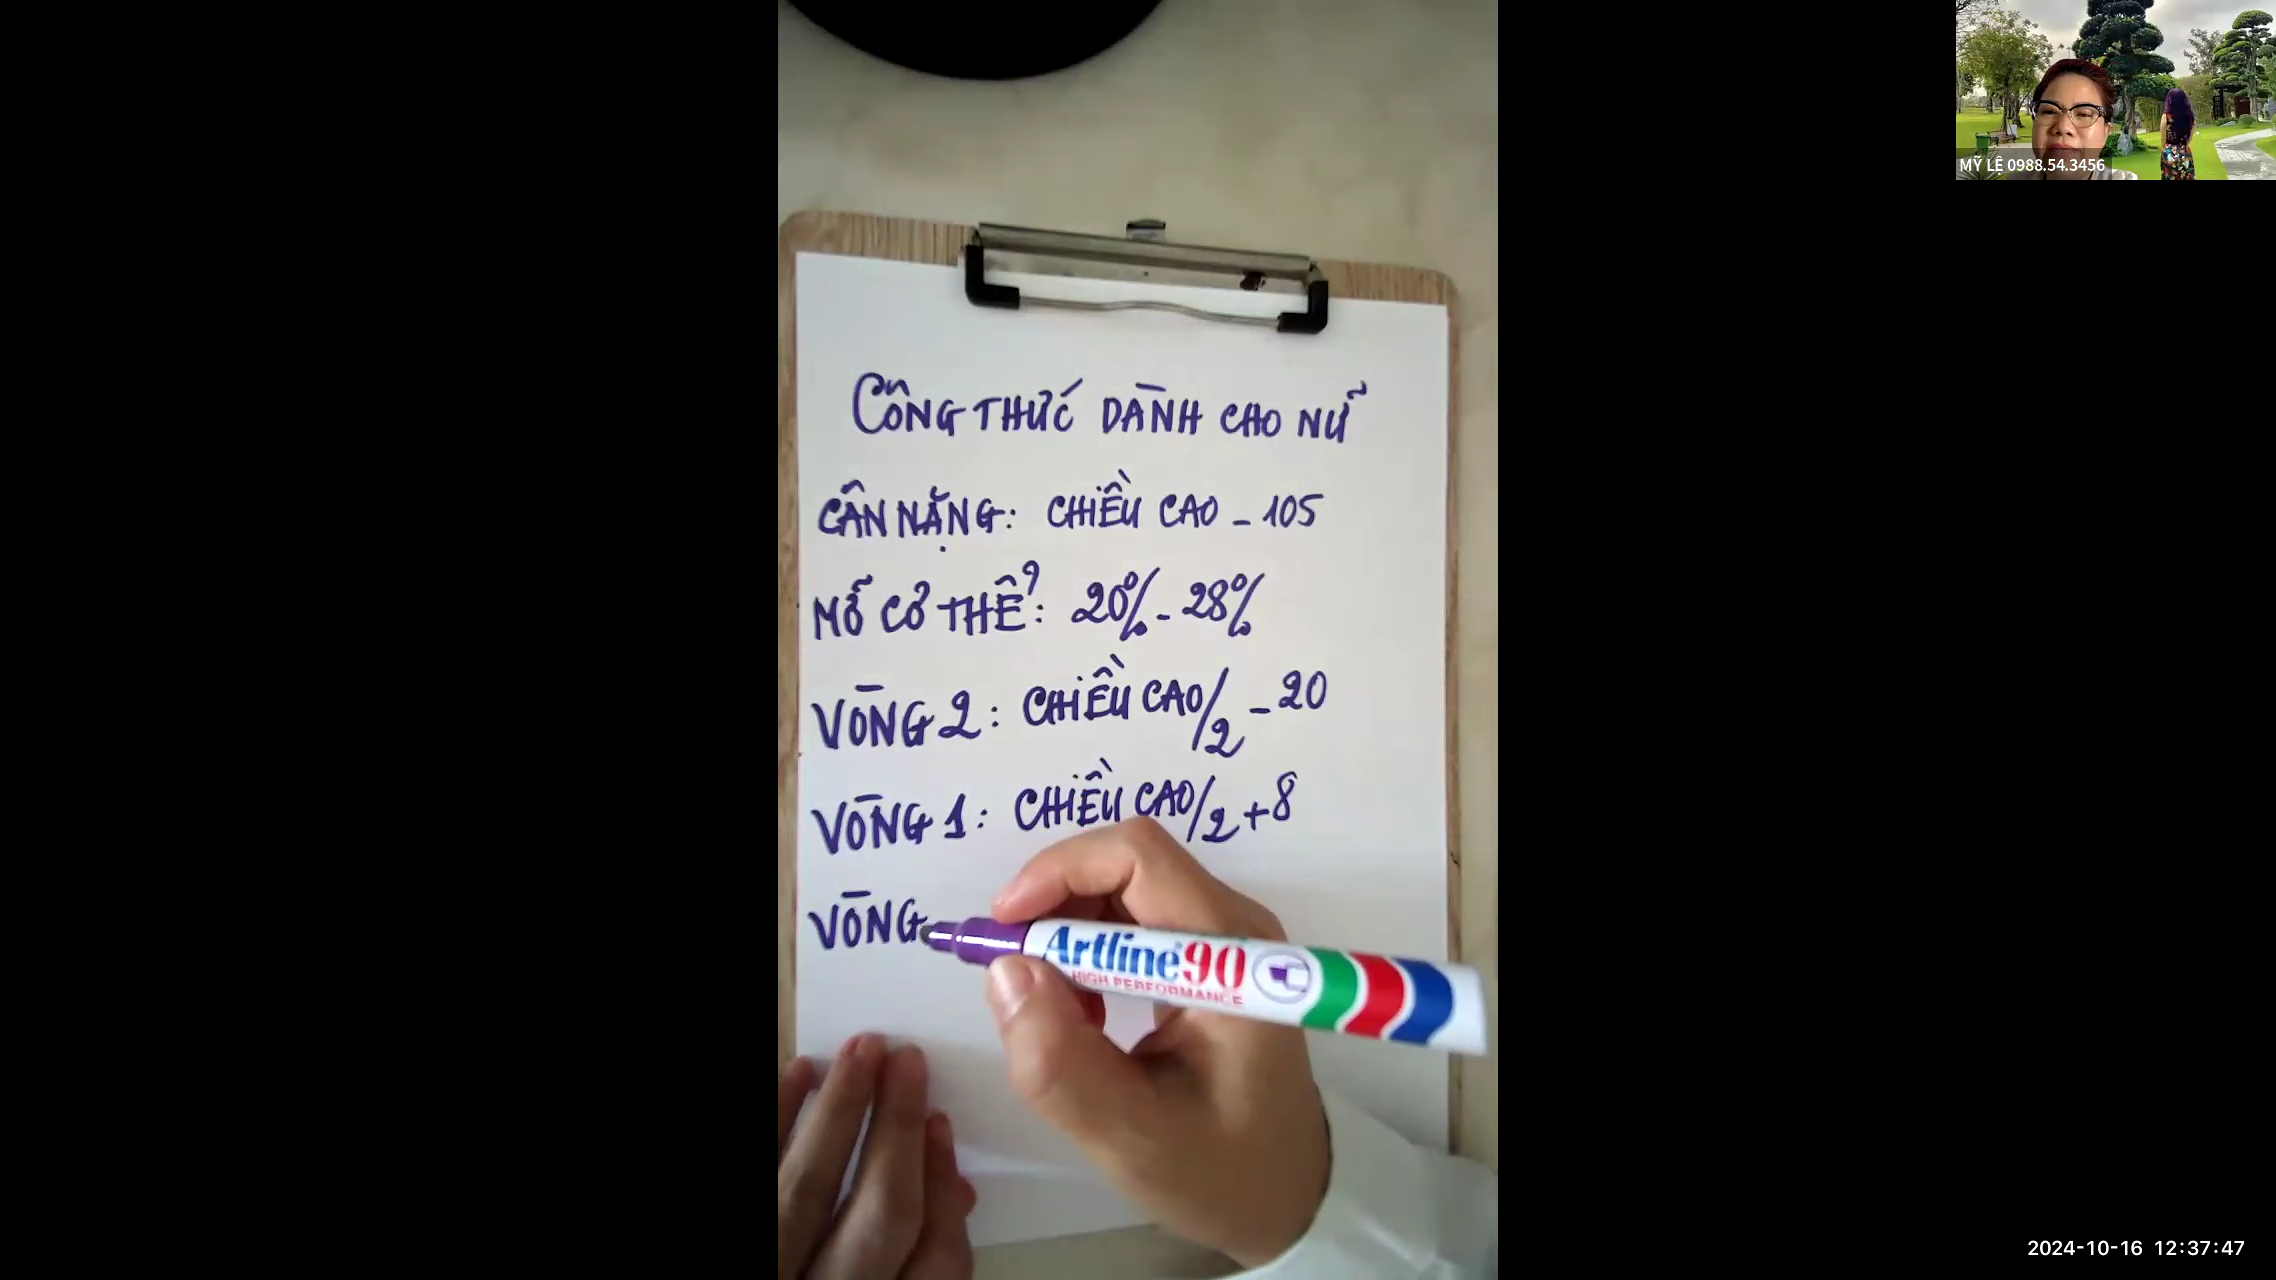 MỸ LÊ 0988.54.3456
CÔNG THỨC DÀNH CHO NỮ
CÂN NẶNG: CHIỀU CAO - 105
MỠ CƠ THỂ: 20% - 28%
VÒNG 2: CHIỀU CAO/2 - 20
VÒNG 1: CHIỀU CAO/2 + 8
VÒNG
Artline 90
HIGH PERFORMANCE
2024-10-16 12:37:47